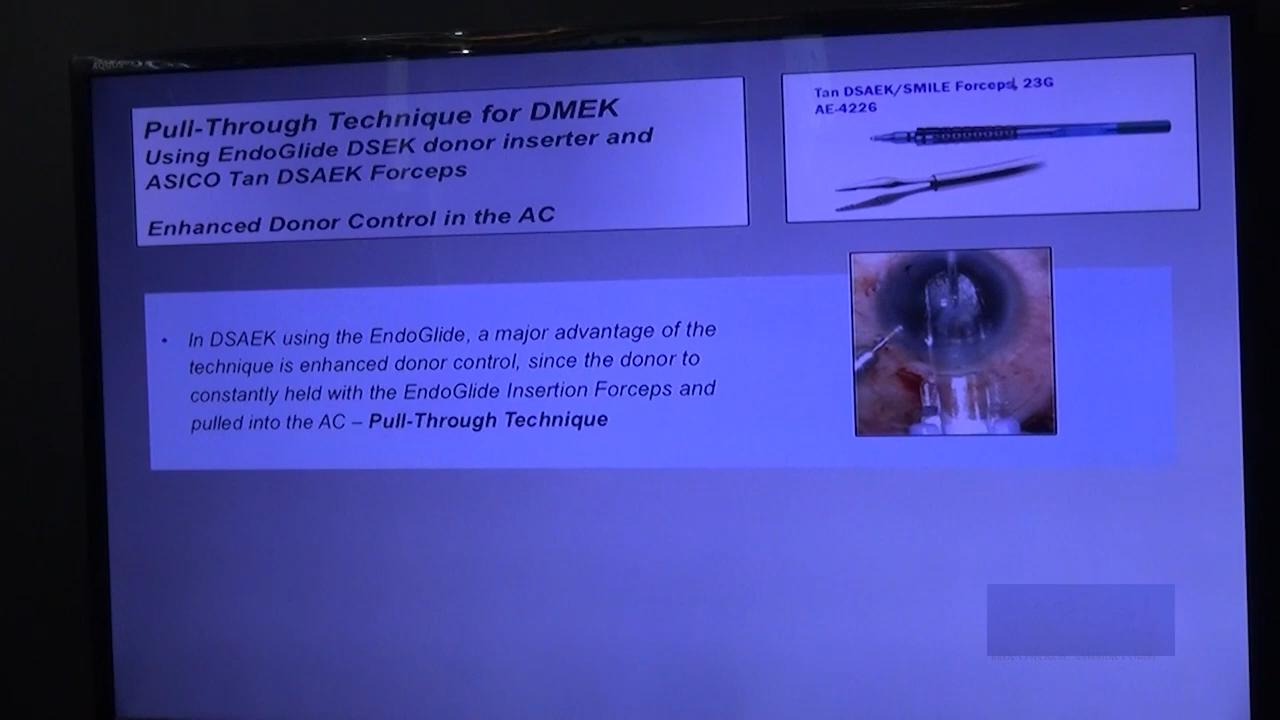 Pull-Through Technique for DMEK
Using EndoGlide DSEK donor inserter and
ASICO Tan DSAEK Forceps
Enhanced Donor Control in the AC
Tan DSAEK/SMILE Forceps, 23G
AE-4226
• In DSAEK using the EndoGlide, a major advantage of the
technique is enhanced donor control, since the donor to
constantly held with the EndoGlide Insertion Forceps and
pulled into the AC – Pull-Through Technique